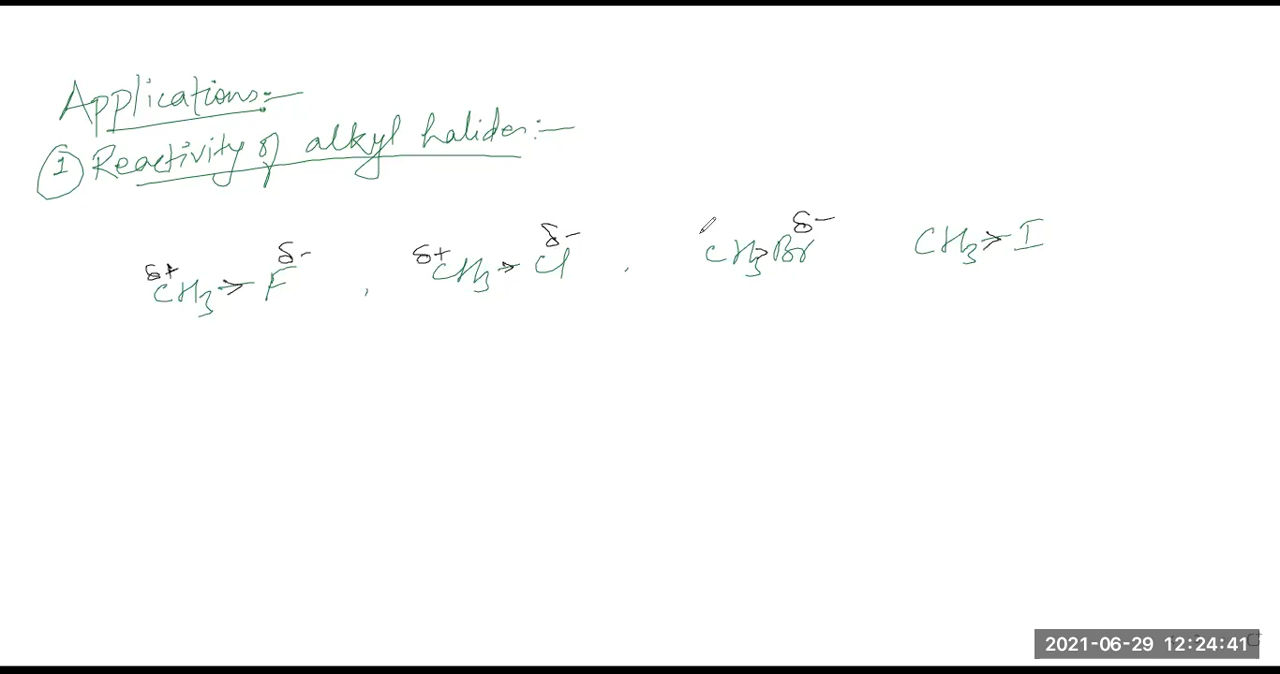 Applications:-
① Reactivity of alkyl halides:-
δ+ CH₃ → F δ- , δ+ CH₃ → Cl δ- , CH₃ → Br δ- CH₃ → I
2021-06-29 12:24:41